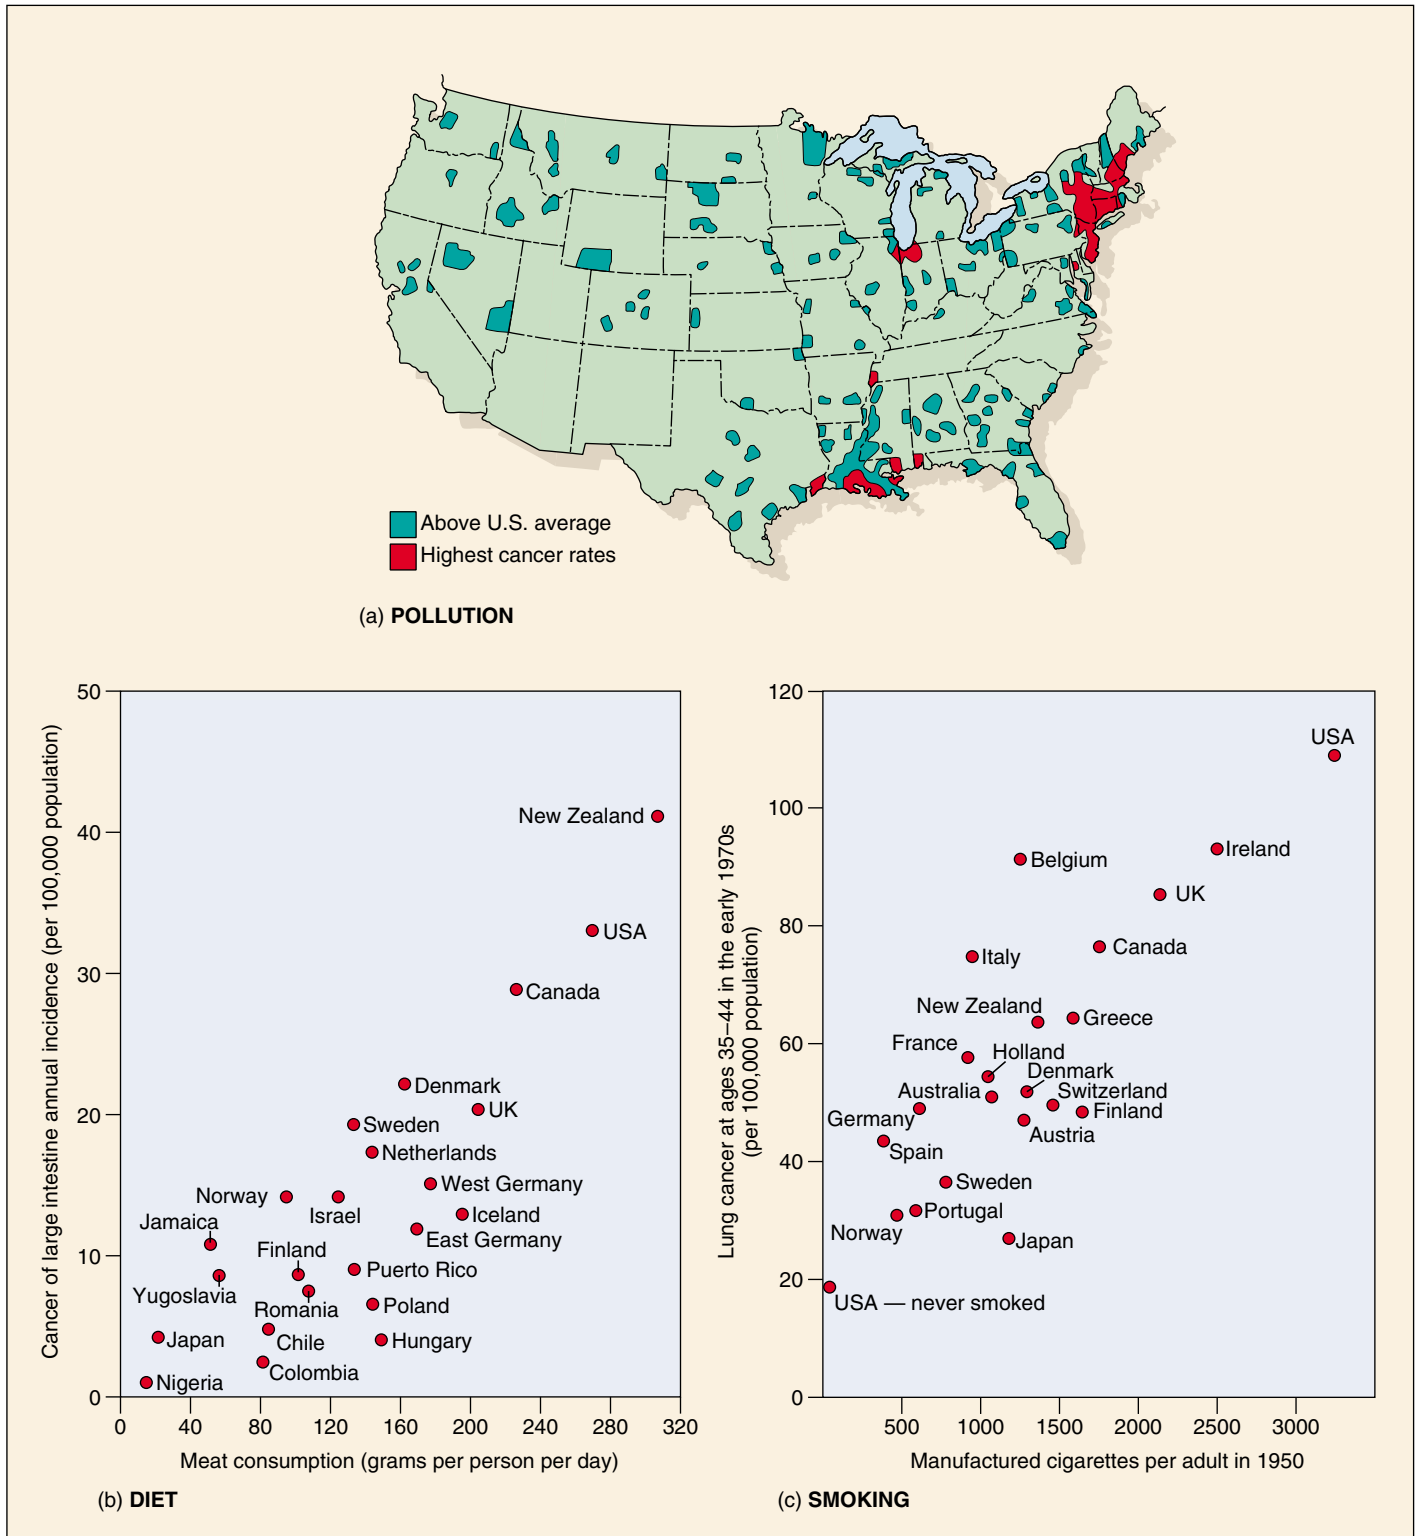 Above U.S. average
Highest cancer rates
(a) POLLUTION
Cancer of large intestine annual incidence (per 100,000 population)
50
40
30
20
10
0
New Zealand
USA
Canada
Denmark
UK
Sweden
Netherlands
West Germany
Norway
Israel
Iceland
Jamaica
East Germany
Finland
Puerto Rico
Yugoslavia
Romania
Poland
Japan
Chile
Hungary
Colombia
Nigeria
0 40 80 120 160 200 240 280 320
Meat consumption (grams per person per day)
(b) DIET
Lung cancer at ages 35–44 in the early 1970s
(per 100,000 population)
120
100
80
60
40
20
0
USA
Ireland
Belgium
UK
Canada
Italy
New Zealand
Greece
France
Holland
Denmark
Australia
Switzerland
Germany
Finland
Austria
Spain
Sweden
Portugal
Norway
Japan
USA — never smoked
500 1000 1500 2000 2500 3000
Manufactured cigarettes per adult in 1950
(c) SMOKING